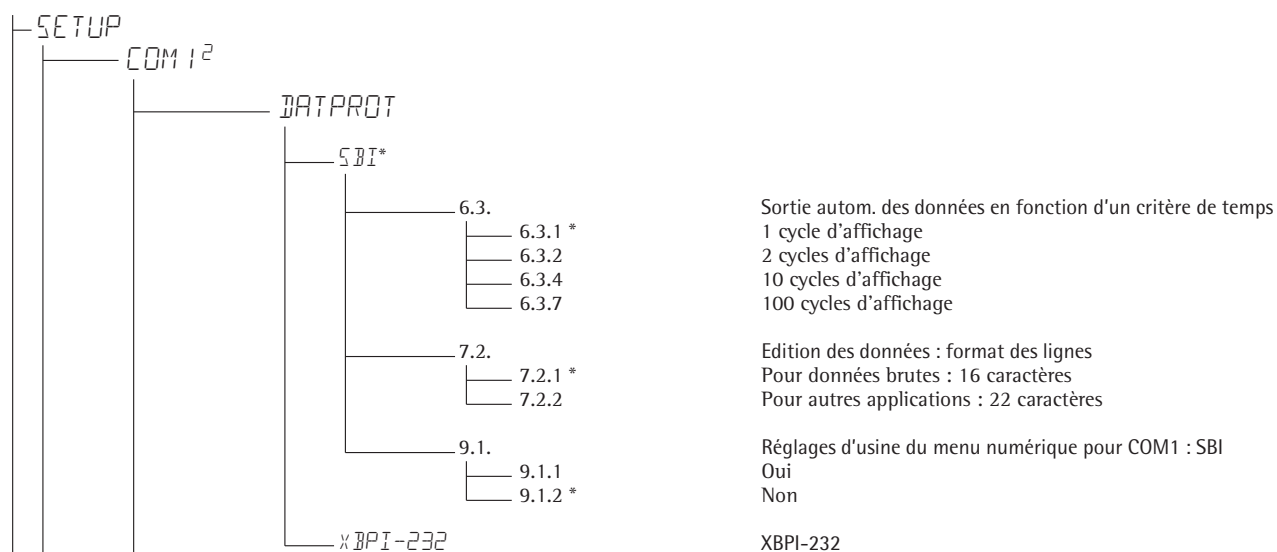 SETUP
COM1²
DATPROT
SBI*
6.3. Sortie autom. des données en fonction d'un critère de temps
6.3.1 * 1 cycle d'affichage
6.3.2 2 cycles d'affichage
6.3.4 10 cycles d'affichage
6.3.7 100 cycles d'affichage
7.2. Edition des données : format des lignes
7.2.1 * Pour données brutes : 16 caractères
7.2.2 Pour autres applications : 22 caractères
9.1. Réglages d'usine du menu numérique pour COM1 : SBI
9.1.1 Oui
9.1.2 * Non
XBPI-232 XBPI-232